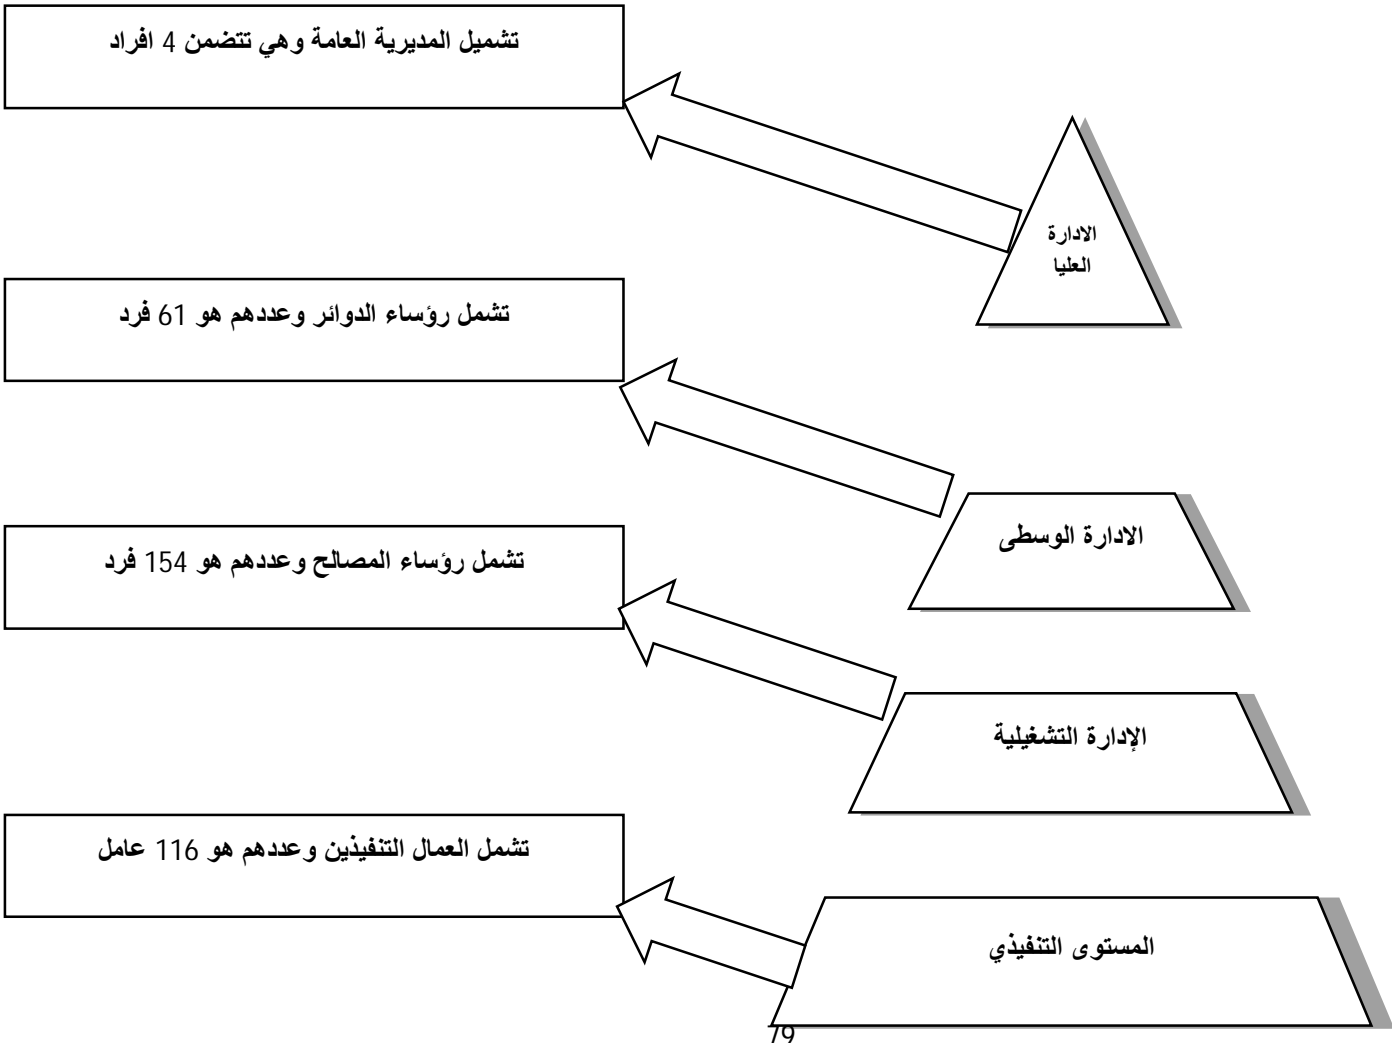 تشميل المديرية العامة وهي تتضمن 4 افراد
الادارة
العليا
تشمل رؤساء الدوائر وعددهم هو 61 فرد
الادارة الوسطى
تشمل رؤساء المصالح وعددهم هو 154 فرد
الإدارة التشغيلية
تشمل العمال التنفيذين وعددهم هو 116 عامل
المستوى التنفيذي
79